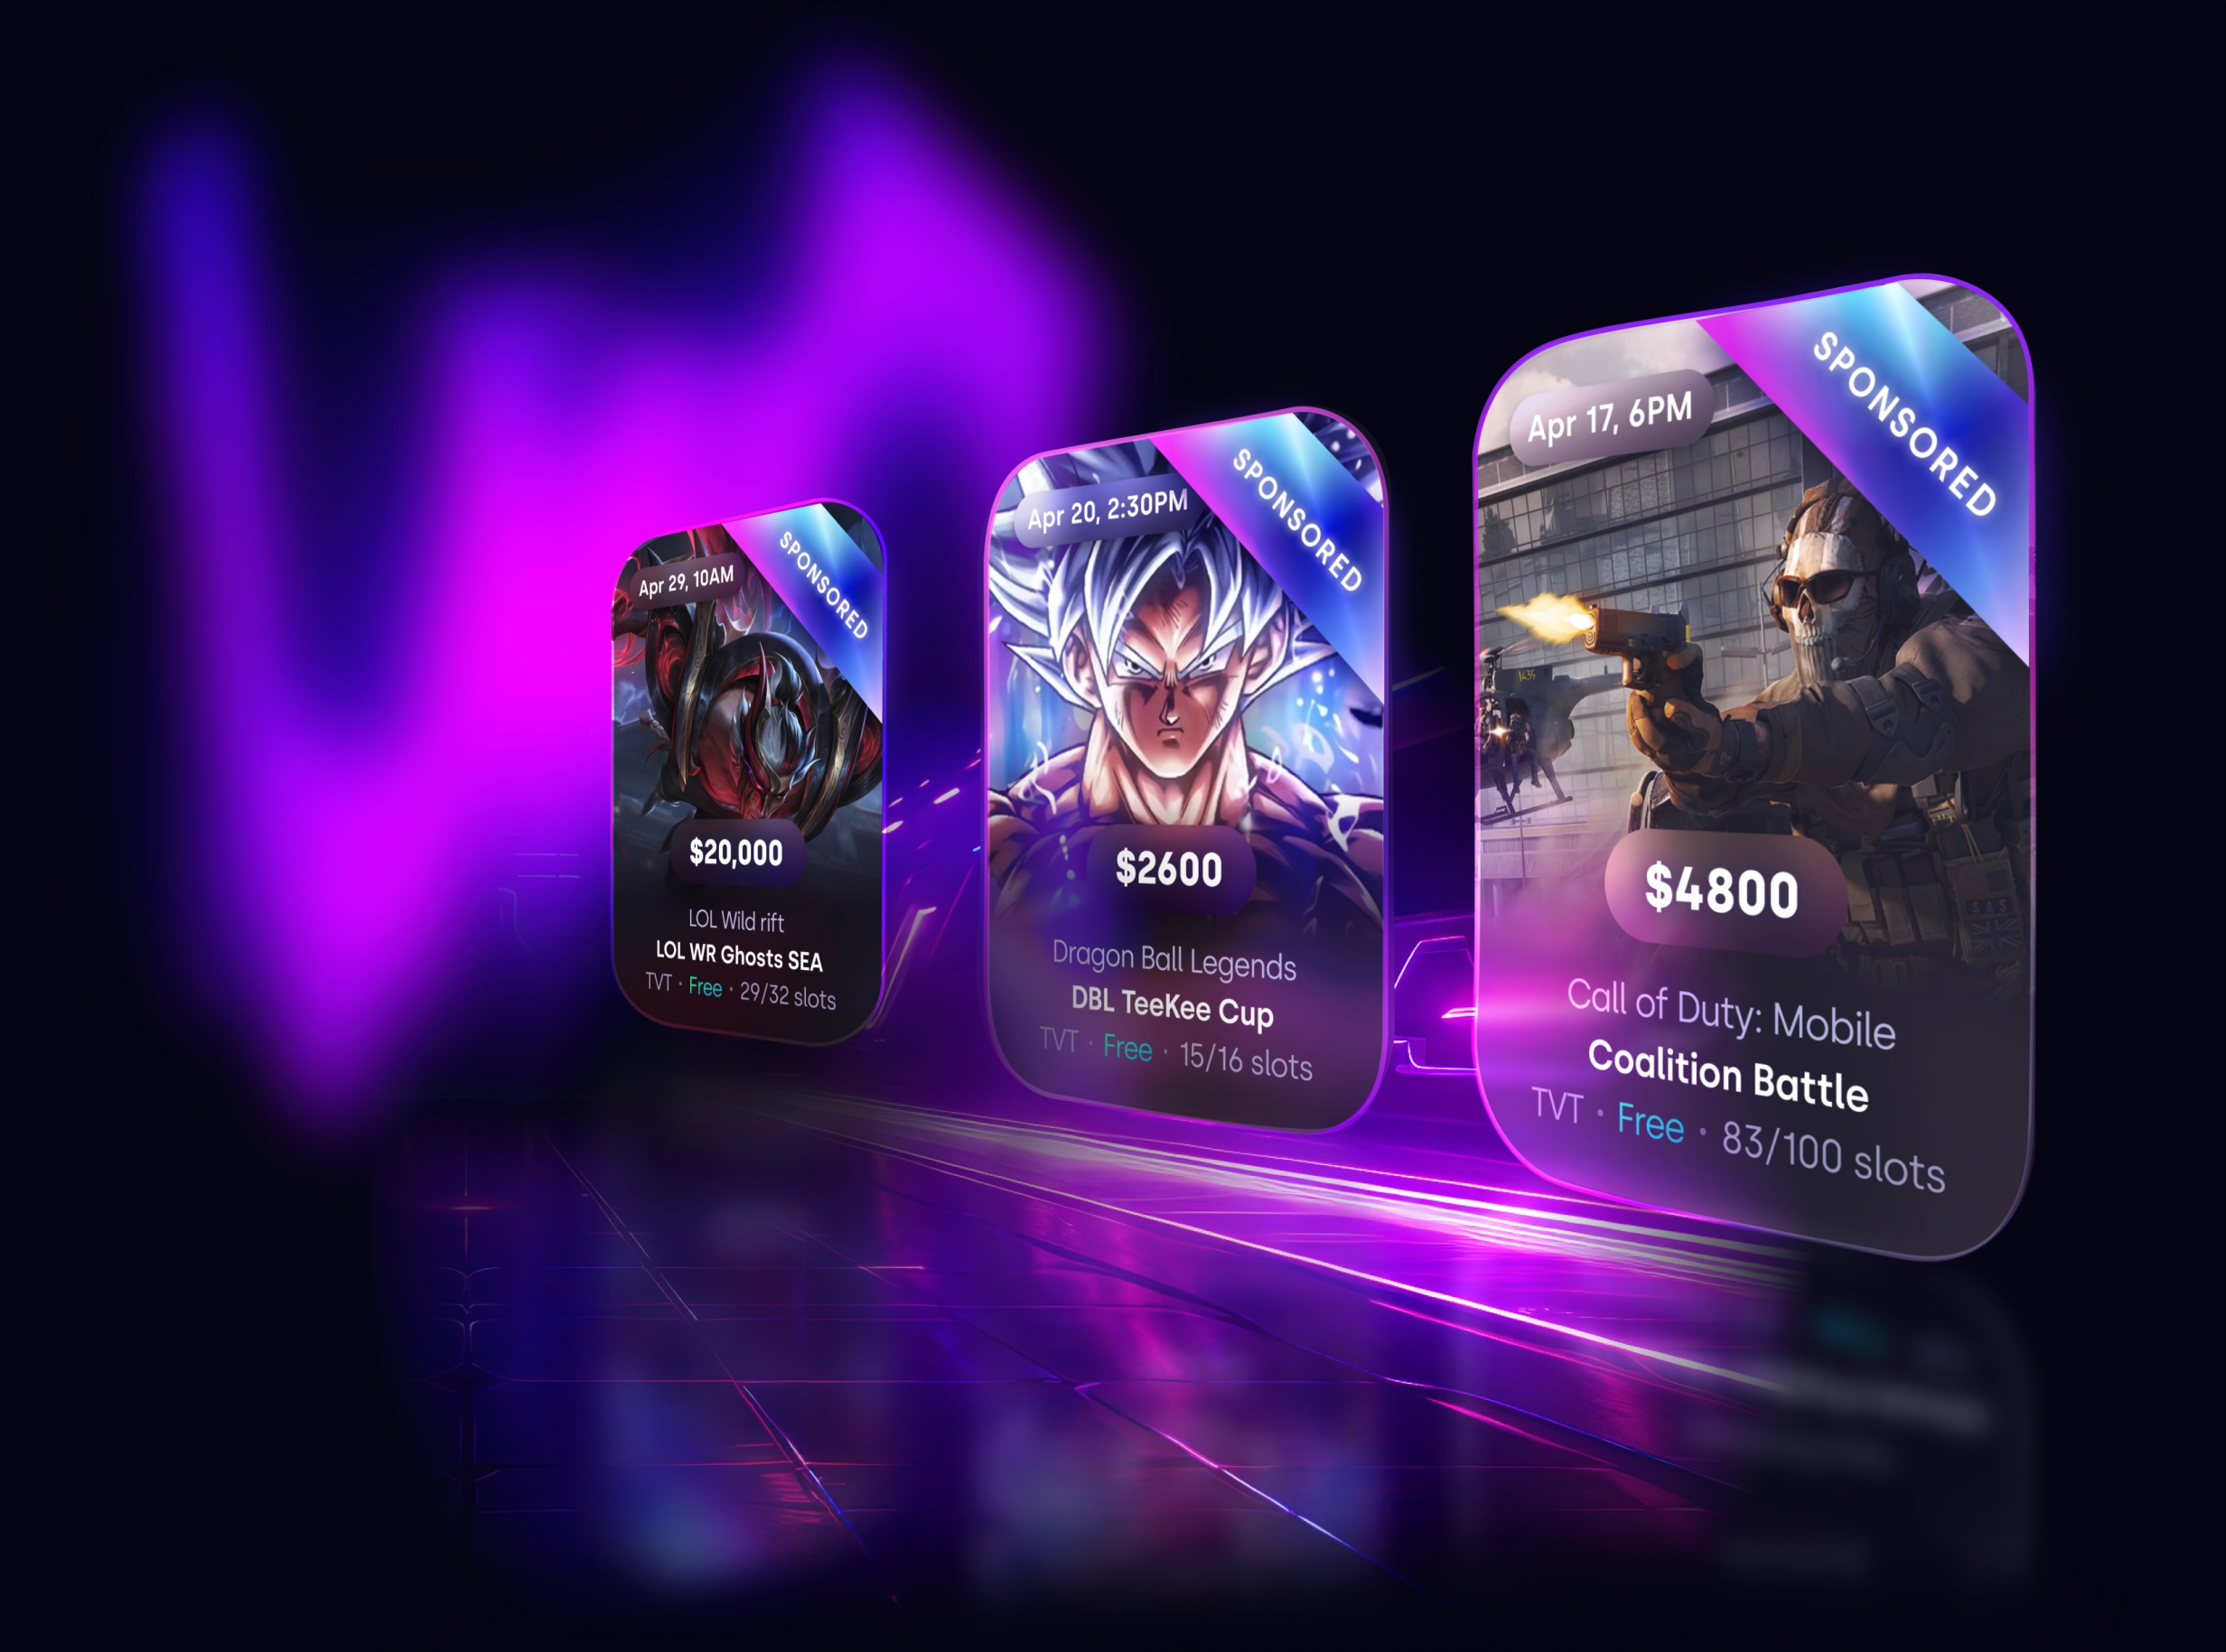 Apr 29, 10AM
SPONSORED
$20,000
LOL Wild rift
LOL WR Ghosts SEA
TVT · Free · 29/32 slots
Apr 20, 2:30PM
SPONSORED
$2600
Dragon Ball Legends
DBL TeeKee Cup
TVT · Free · 15/16 slots
Apr 17, 6PM
SPONSORED
$4800
Call of Duty: Mobile
Coalition Battle
TVT · Free · 83/100 slots
SAS